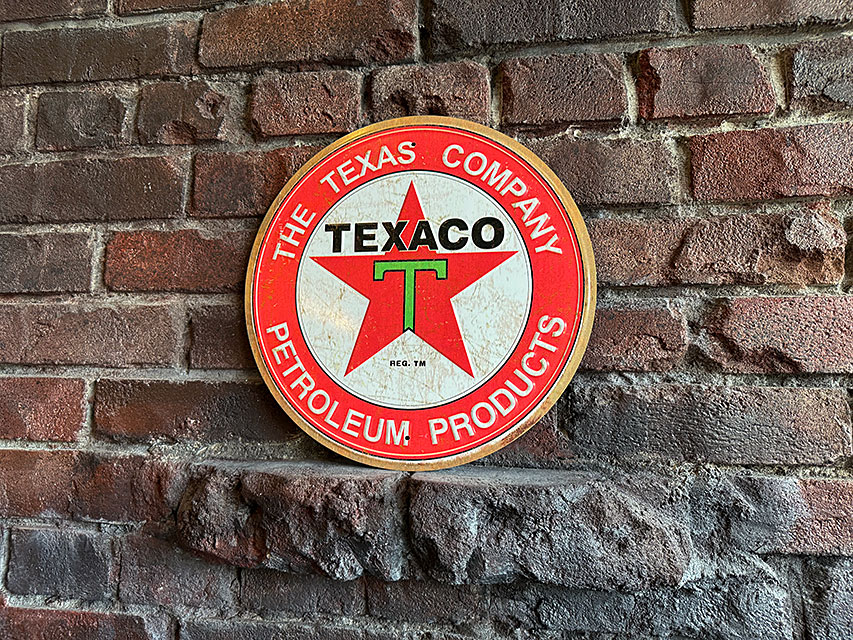 THE TEXAS COMPANY
TEXACO
T
REG. TM
PETROLEUM PRODUCTS